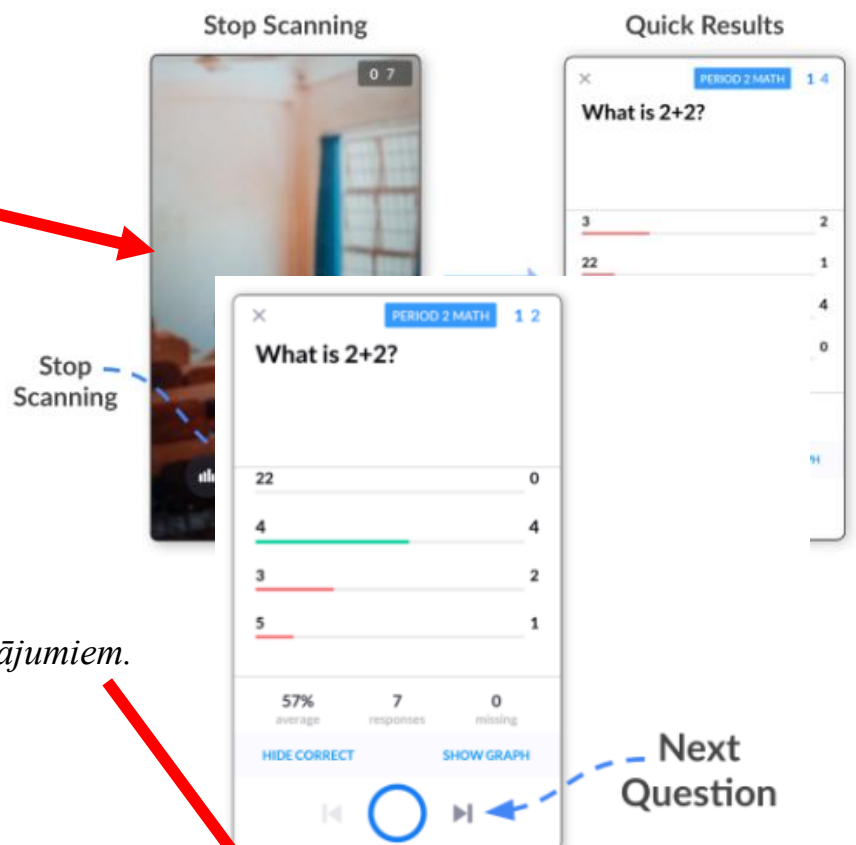 Stop Scanning
0 7
Stop
Scanning
Quick Results
PERIOD 2 MATH 1 4
What is 2+2?
3 2
22 1
4
0
PH
PERIOD 2 MATH 1 2
What is 2+2?
22 0
4 4
3 2
5 1
57% 7 0
average responses missing
HIDE CORRECT SHOW GRAPH
Next
Question
ājumiem.